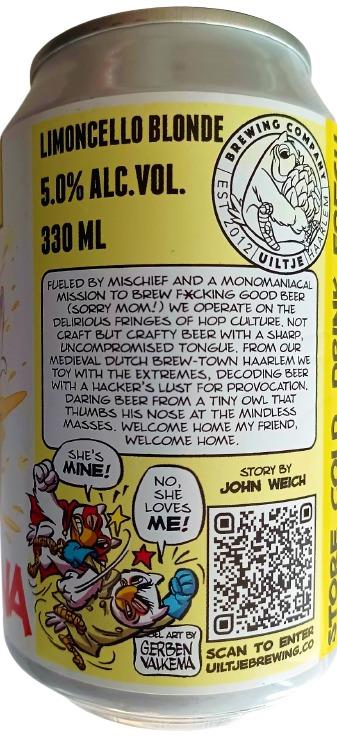 LIMONCELLO BLONDE
5.0% ALC.VOL.
330 ML
BREWING COMPANY
EST. 2012
UILTJE
HAARLEM
FUELED BY MISCHIEF AND A MONOMANIACAL
MISSION TO BREW F*CKING GOOD BEER
(SORRY MOM!) WE OPERATE ON THE
DELIRIOUS FRINGES OF HOP CULTURE. NOT
CRAFT BUT CRAFTY BEER WITH A SHARP,
UNCOMPROMISED TONGUE. FROM OUR
MEDIEVAL DUTCH BREW-TOWN HAARLEM WE
TOY WITH THE EXTREMES, DECODING BEER
WITH A HACKER'S LUST FOR PROVOCATION.
DARING BEER FROM A TINY OWL THAT
THUMBS HIS NOSE AT THE MINDLESS
MASSES. WELCOME HOME MY FRIEND,
WELCOME HOME.
SHE'S
MINE!
NO,
SHE
LOVES
ME!
STORY BY
JOHN WEICH
ART BY
GERBEN
VALKEMA
SCAN TO ENTER
UILTJEBREWING.CO
STORE COLD DRINK FRESH